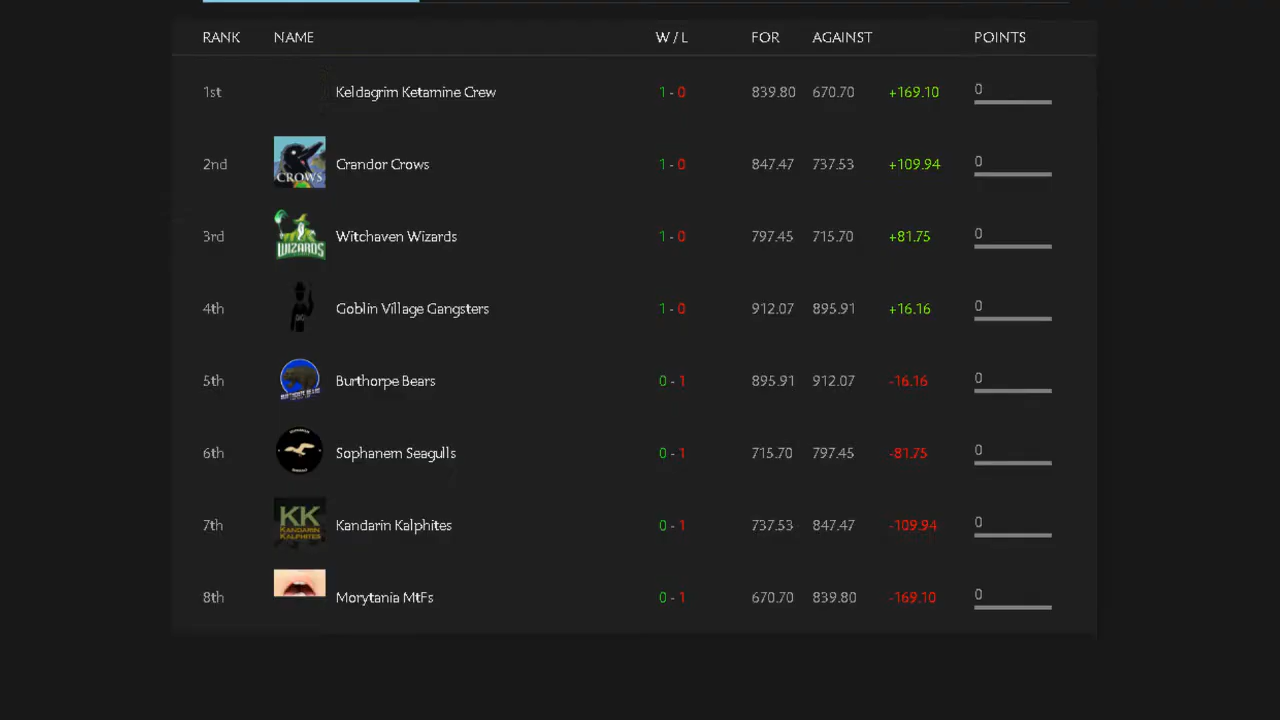 RANK NAME W / L FOR AGAINST POINTS
1st Keldagrim Ketamine Crew 1 - 0 839.80 670.70 +169.10 0
2nd CROWS Crandor Crows 1 - 0 847.47 737.53 +109.94 0
3rd WIZARDS Witchaven Wizards 1 - 0 797.45 715.70 +81.75 0
4th Goblin Village Gangsters 1 - 0 912.07 895.91 +16.16 0
5th Burthorpe Bears 0 - 1 895.91 912.07 -16.16 0
6th Sophanem Seagulls 0 - 1 715.70 797.45 -81.75 0
7th KK KANDARIN KALPHITES Kandarin Kalphites 0 - 1 737.53 847.47 -109.94 0
8th Morytania MtFs 0 - 1 670.70 839.80 -169.10 0